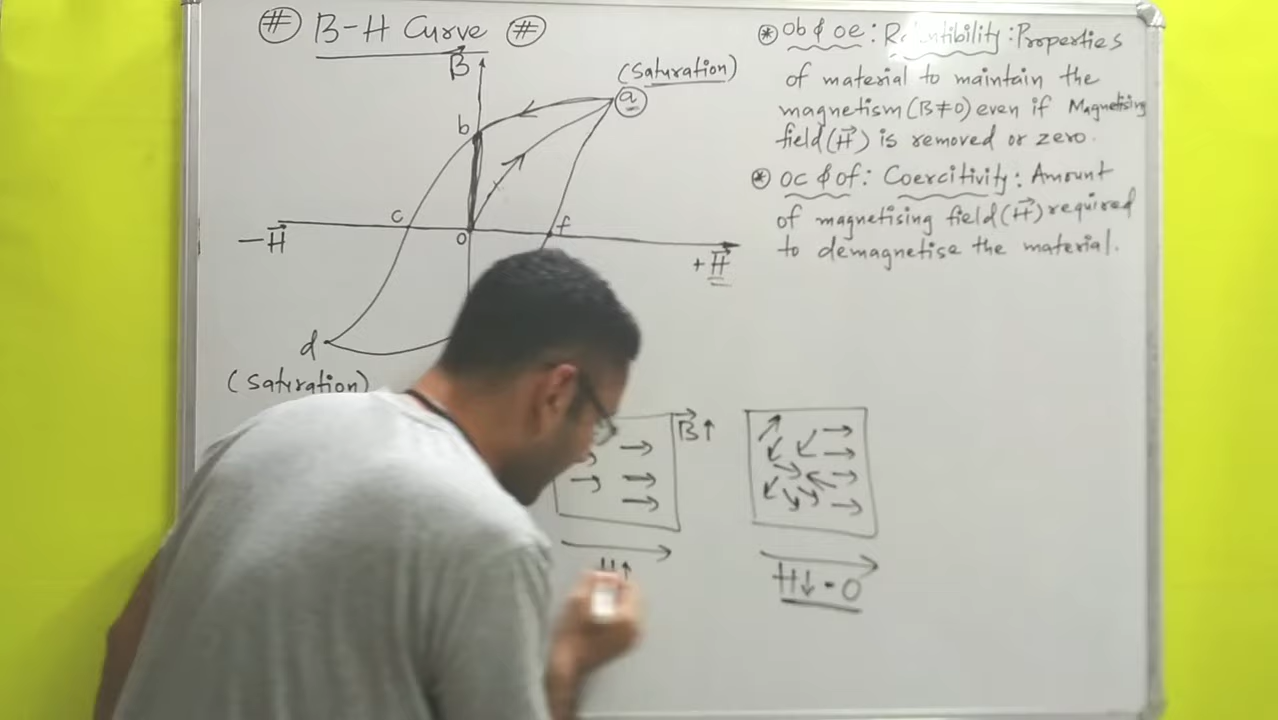 # B-H Curve #
B
(Saturation)
a
b
c
o
f
-H
+H
d
(Saturation)
* ob & oe: :Properties
of material to maintain the
magnetism (B≠0) even if Magnetising
field (H) is removed or zero.
* oc & of: Coercitivity: Amount
of magnetising field (H) required
to demagnetise the material.
B↑
H↑
H↓=0